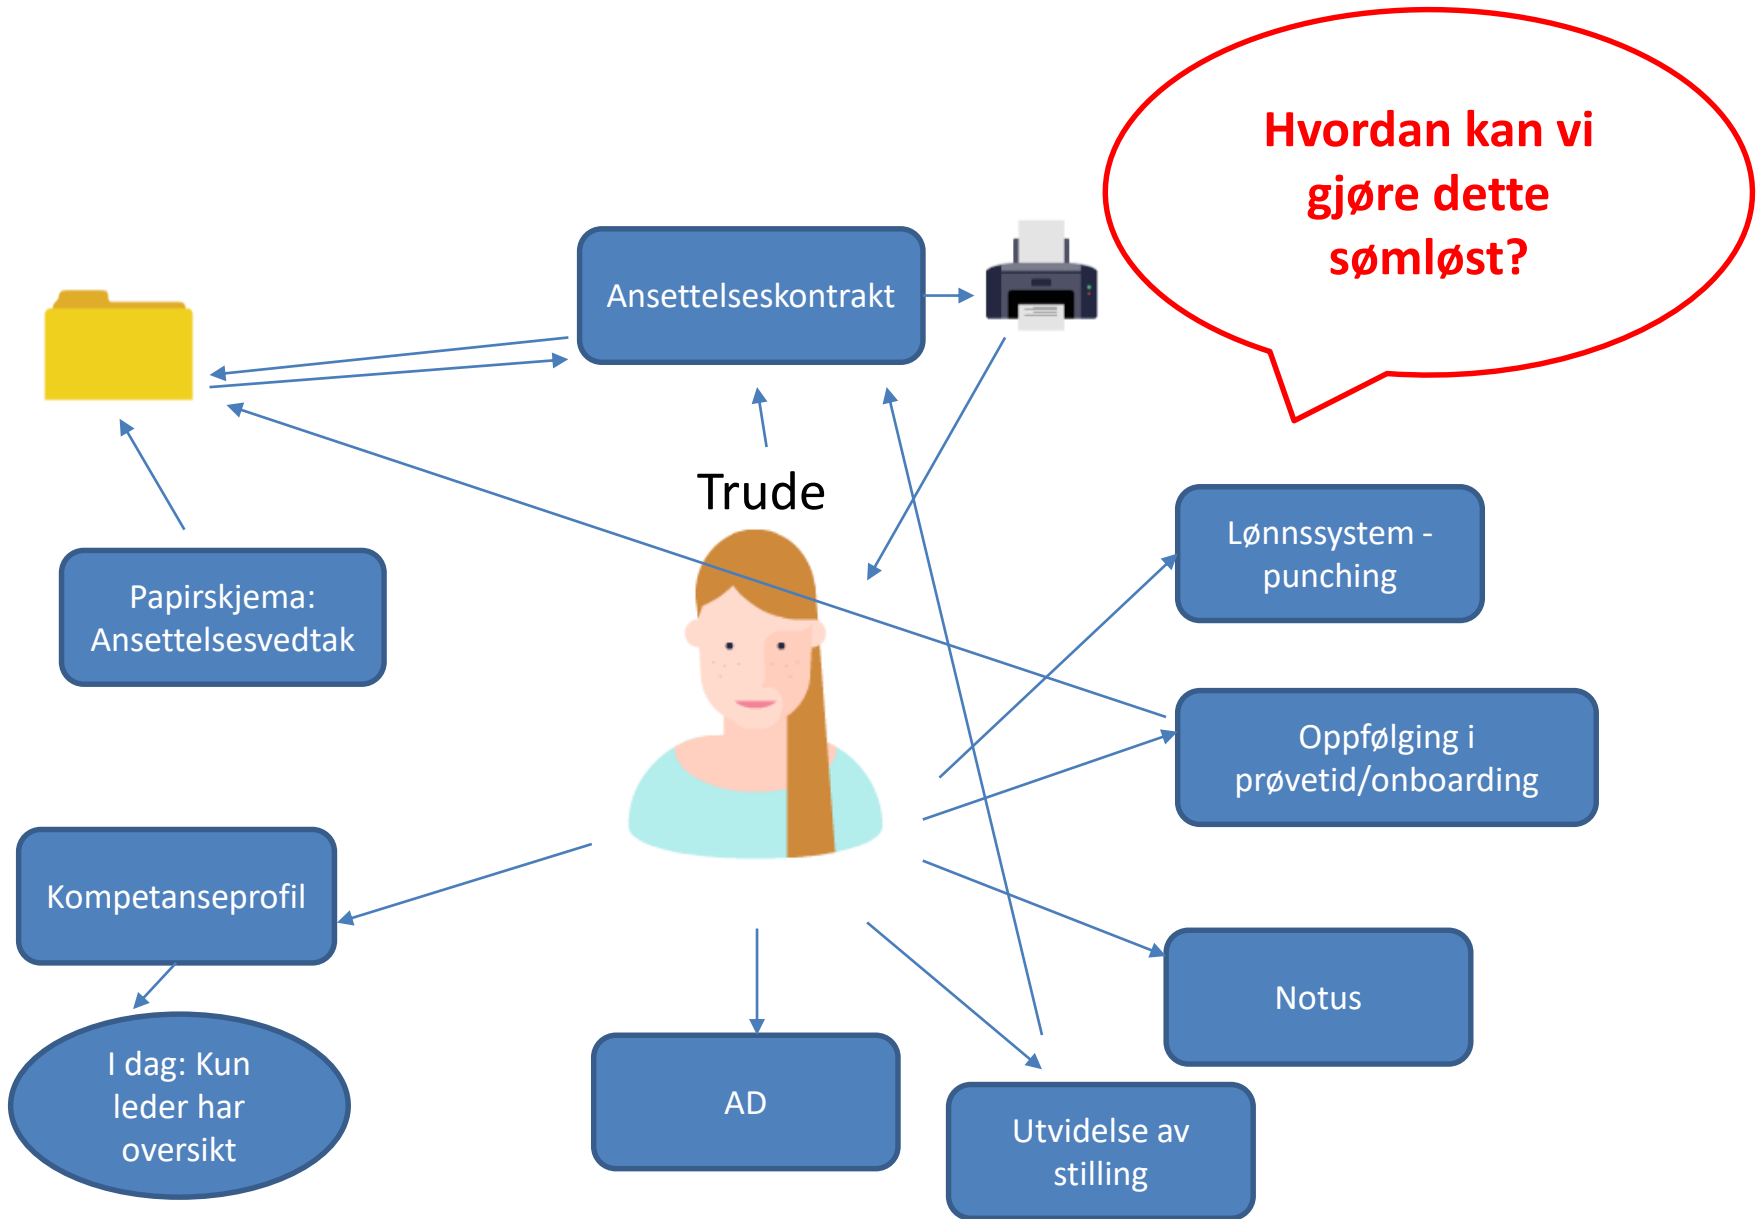 Hvordan kan vi
gjøre dette
sømløst?
Ansettelseskontrakt
Trude
Papirskjema:
Ansettelsesvedtak
Lønnssystem -
punching
Oppfølging i
prøvetid/onboarding
Kompetanseprofil
Notus
I dag: Kun
leder har
oversikt
AD
Utvidelse av
stilling